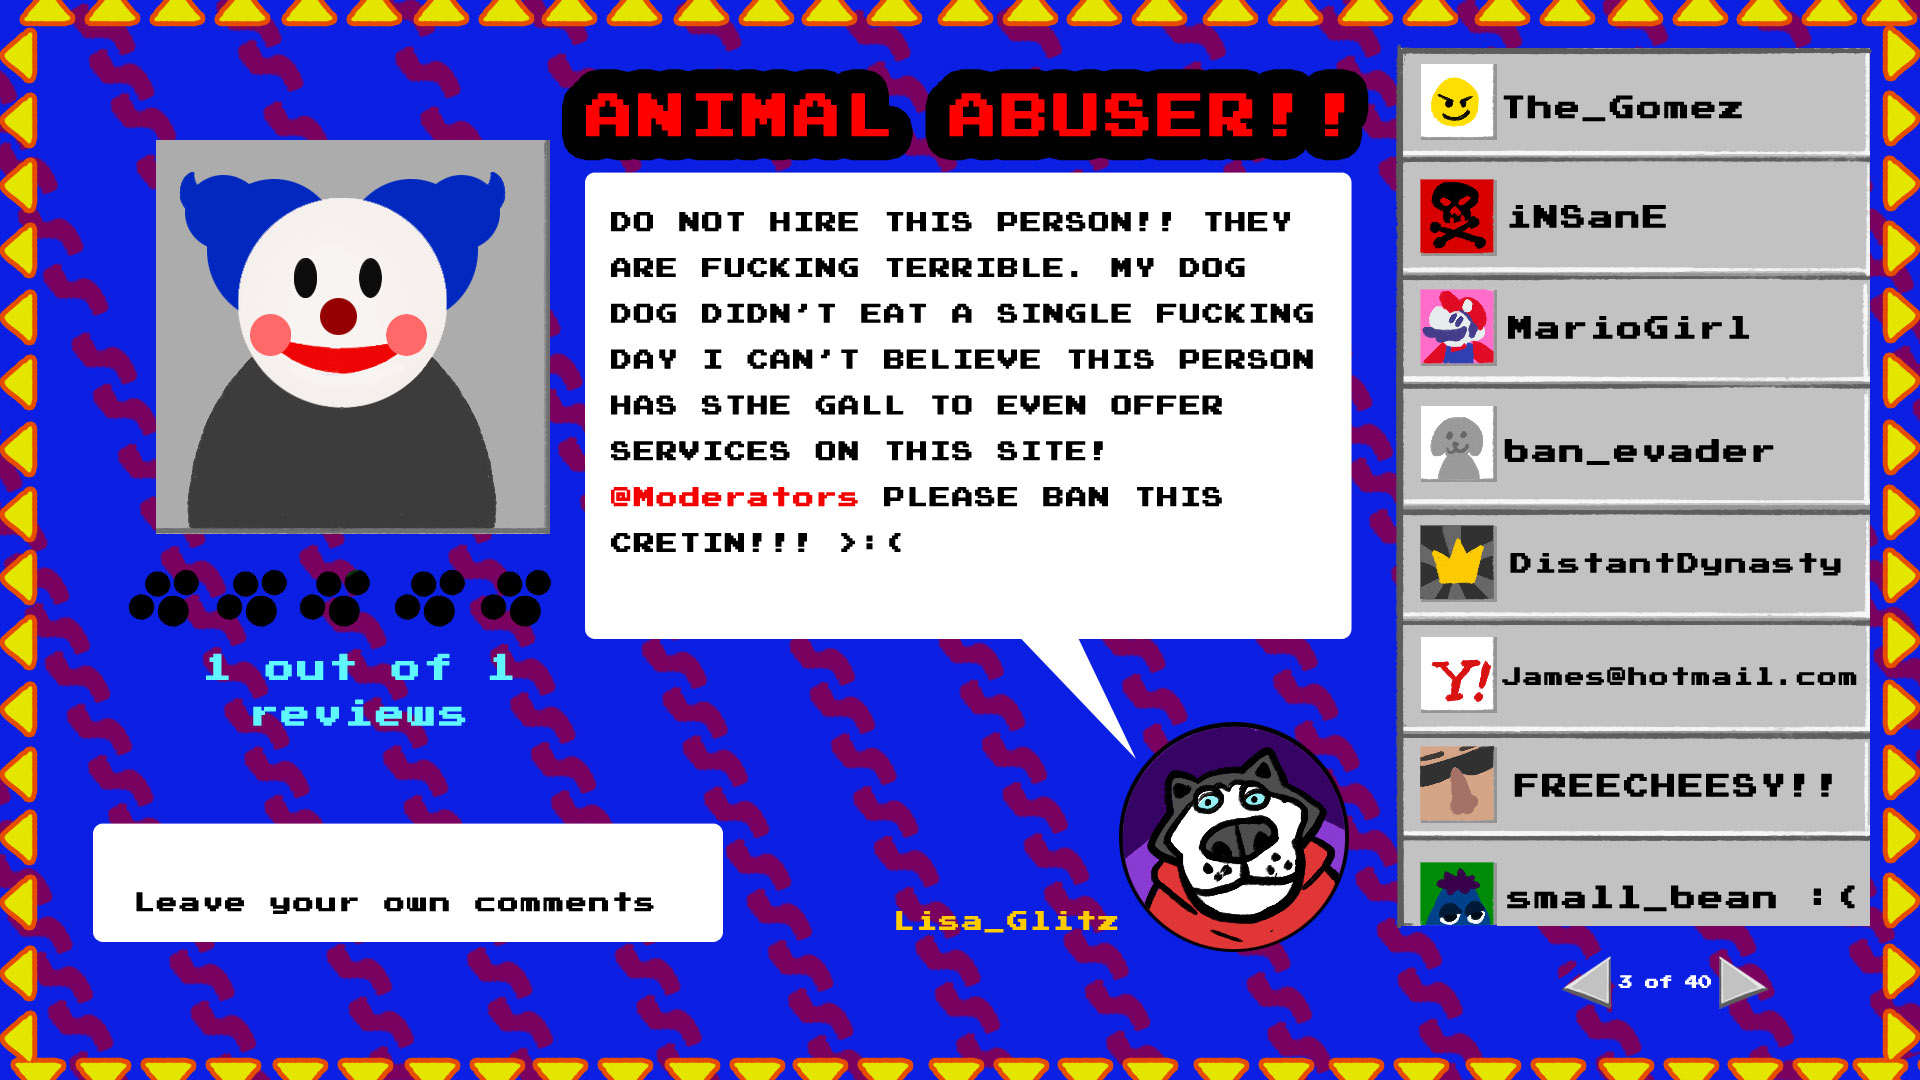 ANIMAL ABUSER!!
DO NOT HIRE THIS PERSON!! THEY
ARE FUCKING TERRIBLE. MY DOG
DOG DIDN'T EAT A SINGLE FUCKING
DAY I CAN'T BELIEVE THIS PERSON
HAS STHE GALL TO EVEN OFFER
SERVICES ON THIS SITE!
@Moderators PLEASE BAN THIS
CRETIN!!! >:(
1 out of 1
reviews
Leave your own comments
Lisa_Glitz
The_Gomez
iNSanE
MarioGirl
ban_evader
DistantDynasty
Y!
James@hotmail.com
FREECHEESY!!
small_bean :(
3 of 40